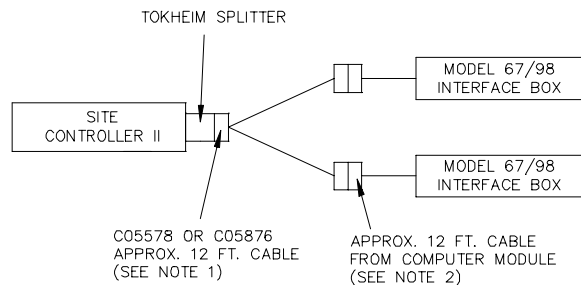 TOKHEIM SPLITTER
SITE
CONTROLLER II
MODEL 67/98
INTERFACE BOX
MODEL 67/98
INTERFACE BOX
C05578 OR C05876
APPROX. 12 FT. CABLE
(SEE NOTE 1)
APPROX. 12 FT. CABLE
FROM COMPUTER MODULE
(SEE NOTE 2)